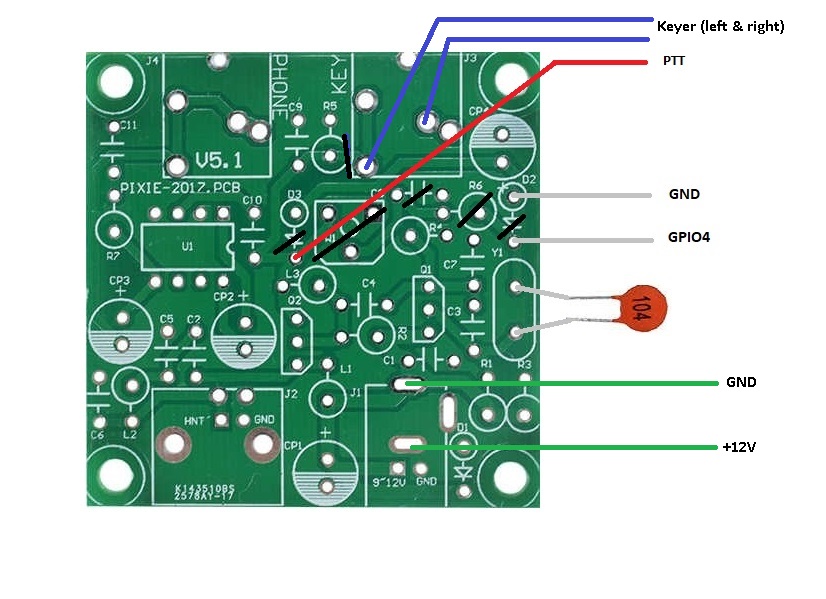 Keyer (left & right)
PTT
GND
GPIO4
104
GND
+12V
J4
PHONE
KEY
J3
C11
C9
R5
CP4
V5.1
PIXIE-2017.PCB
D3
R6
D2
C10
W1
R4
R7
U1
C7
Y1
L3
CP3
CP2
Q2
C4
Q1
C3
C5
C2
R2
C1
L1
R1
R3
J2
J1
HNT
GND
C6
L2
CP1
D1
K143510BS
2578AY-17
9~12V
GND